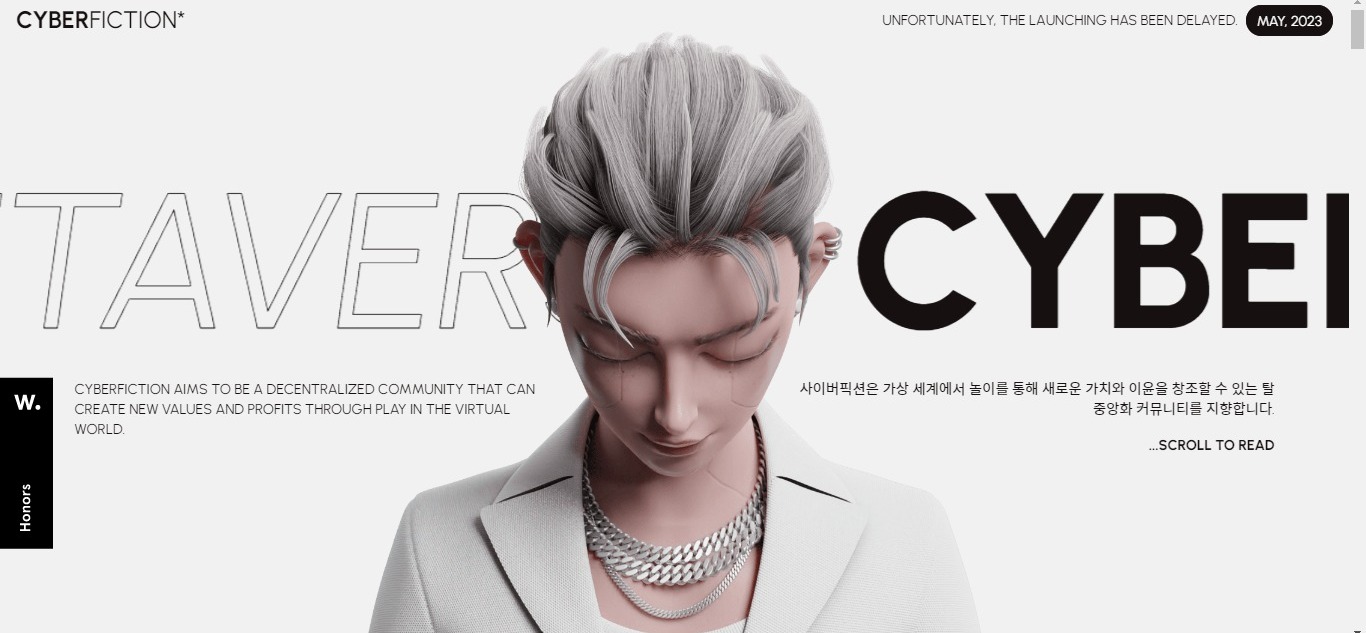 CYBERFICTION*
UNFORTUNATELY, THE LAUNCHING HAS BEEN DELAYED.
MAY, 2023
TAVER
CYBE
W.
Honors
CYBERFICTION AIMS TO BE A DECENTRALIZED COMMUNITY THAT CAN
CREATE NEW VALUES AND PROFITS THROUGH PLAY IN THE VIRTUAL
WORLD.
사이버픽션은 가상 세계에서 놀이를 통해 새로운 가치와 이윤을 창조할 수 있는 탈
중앙화 커뮤니티를 지향합니다.
...SCROLL TO READ